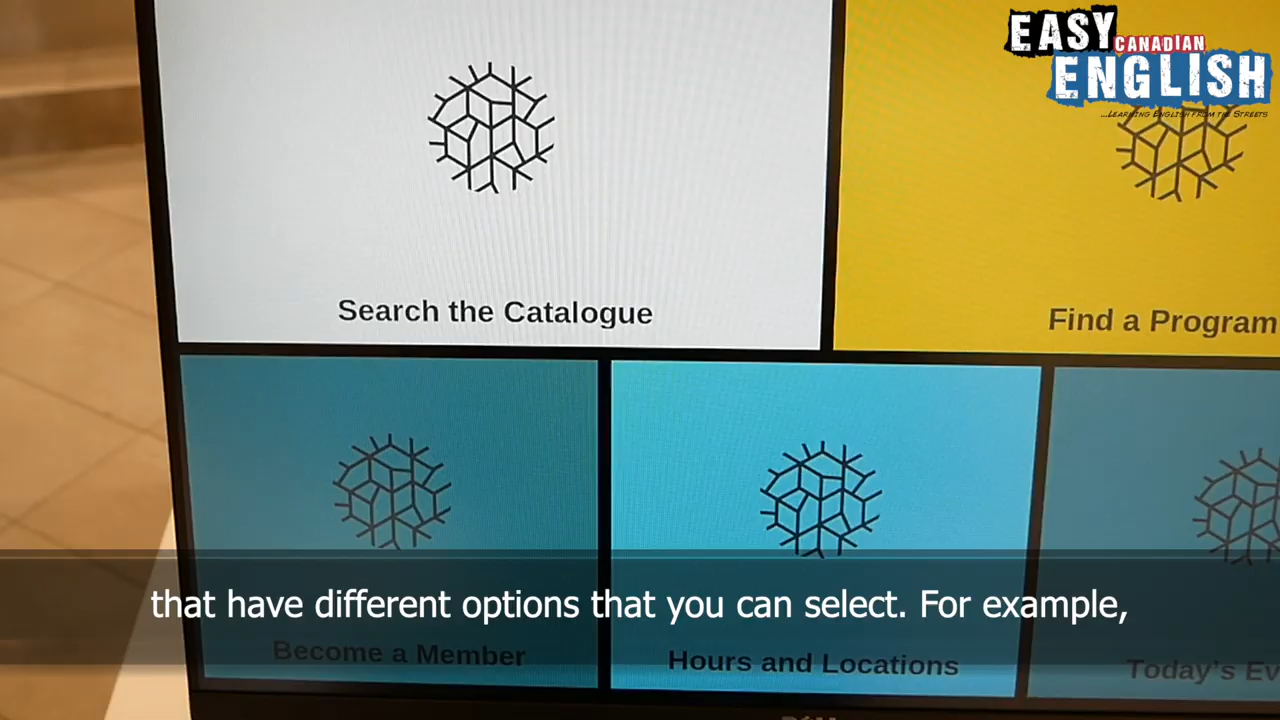 EASY
CANADIAN
ENGLISH
...LEARNING ENGLISH FROM THE STREETS
Search the Catalogue
Find a Program
that have different options that you can select. For example,
Become a Member
Hours and Locations
Today's